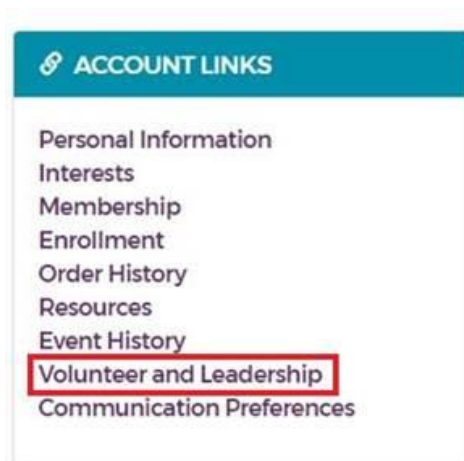 ACCOUNT LINKS
Personal Information
Interests
Membership
Enrollment
Order History
Resources
Event History
Volunteer and Leadership
Communication Preferences